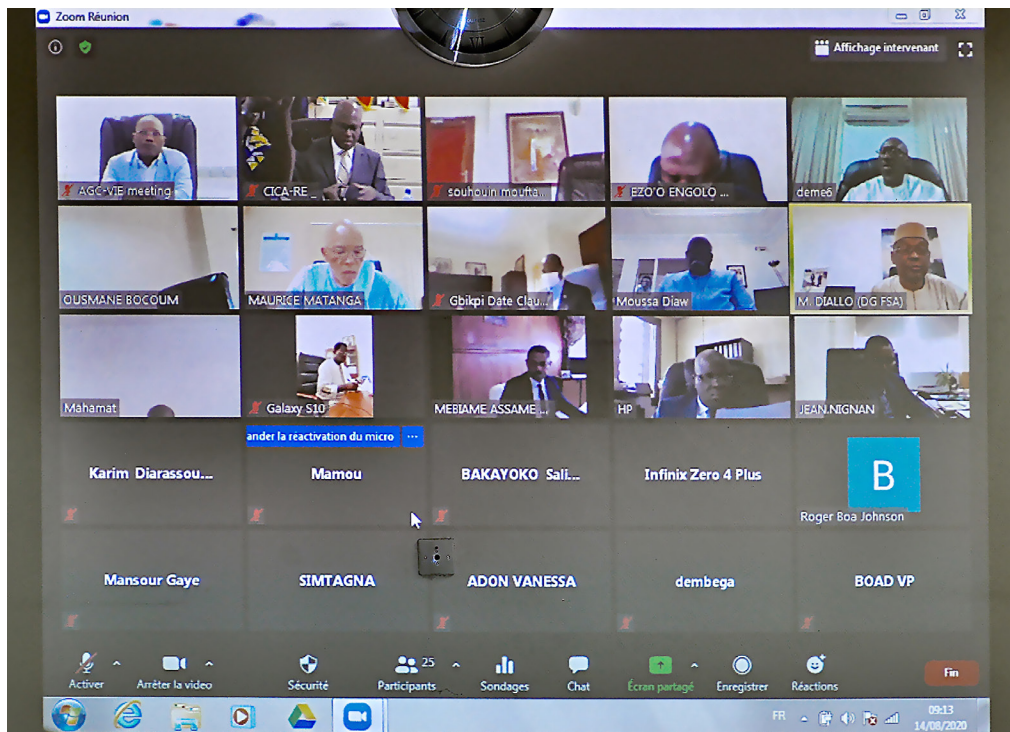 Zoom Réunion
Affichage intervenant
AGC-VIE meeting
CICA-RE _
souhouin moufta...
EZO'O ENGOLO ...
deme6
OUSMANE BOCOUM
MAURICE MATANGA
Gbikpi Date Clau...
Moussa Diaw
M. DIALLO (DG FSA)
Mahamat
Galaxy S10
MEBIAME ASSAME ...
HP
JEAN.NIGNAN
ander la réactivation du micro ...
Karim Diarassou...
Mamou
BAKAYOKO Sali...
Infinix Zero 4 Plus
B
Roger Boa Johnson
Mansour Gaye
SIMTAGNA
ADON VANESSA
dembega
BOAD VP
Activer
Arrêter la video
Sécurité
Participants
25
Sondages
Chat
Écran partagé
Enregistrer
Réactions
Fin
FR
09:13
14/08/2020